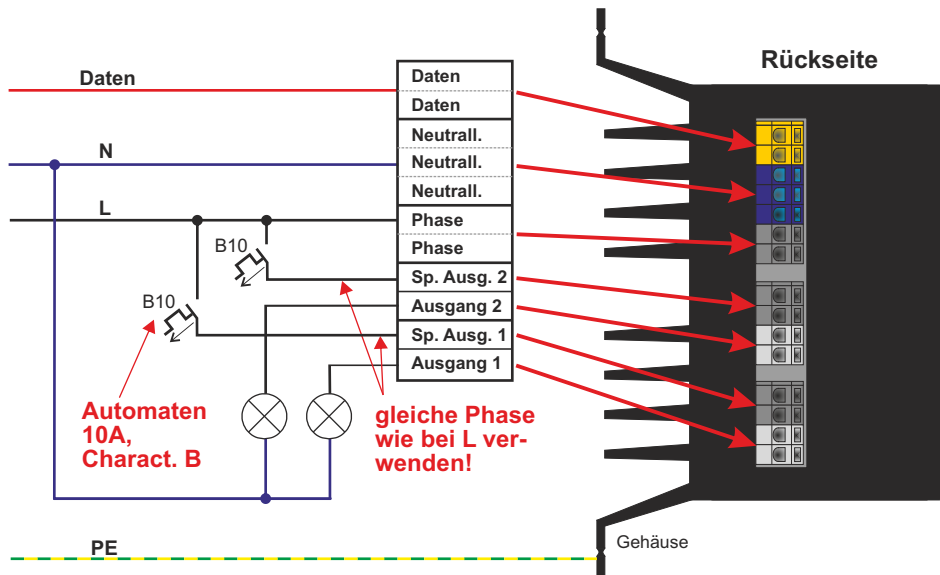 Rückseite
Daten
N
L
B10
B10
Automaten
10A,
Charact. B
Daten
Daten
Neutrall.
Neutrall.
Neutrall.
Phase
Phase
Sp. Ausg. 2
Ausgang 2
Sp. Ausg. 1
Ausgang 1
gleiche Phase
wie bei L ver-
wenden!
PE
Gehäuse